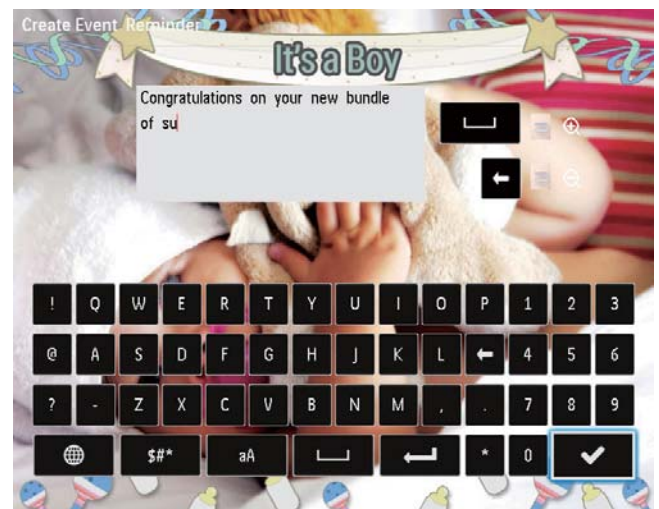 Create Event Reminder
It's a Boy
Congratulations on your new bundle
of su
! Q W E R T Y U I O P 1 2 3
@ A S D F G H J K L 4 5 6
? - Z X C V B N M , . 7 8 9
$#* aA * 0